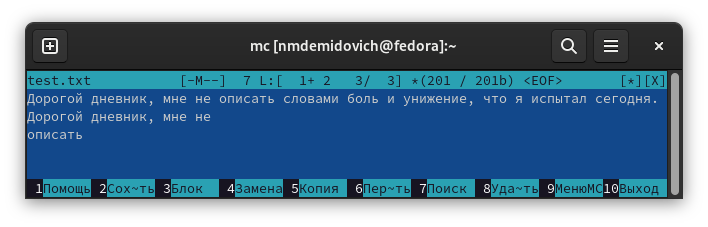 mc [nmdemidovich@fedora]:~
test.txt [-M--] 7 L:[ 1+ 2 3/ 3] *(201 / 201b) <EOF> [*][X]
Дорогой дневник, мне не описать словами боль и унижение, что я испытал сегодня.
Дорогой дневник, мне не
описать
1Помощь 2Сох~ть 3Блок 4Замена 5Копия 6Пер~ть 7Поиск 8Уда~ть 9МенюMC 10Выход